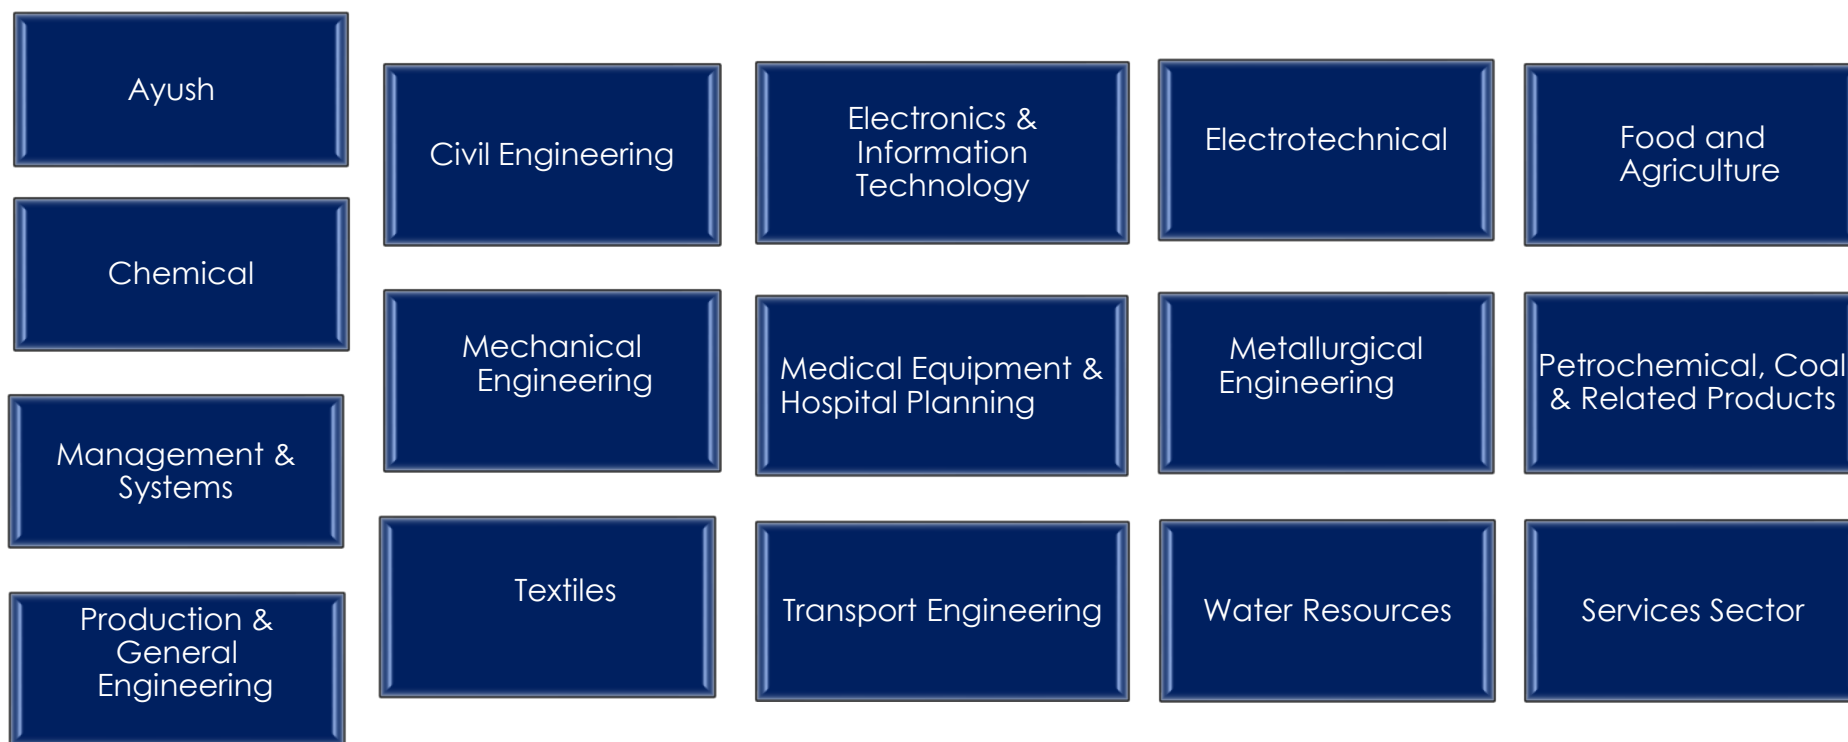 Ayush
Civil Engineering
Electronics &
Information
Technology
Electrotechnical
Food and
Agriculture
Chemical
Mechanical
Engineering
Medical Equipment &
Hospital Planning
Metallurgical
Engineering
Petrochemical, Coal
& Related Products
Management &
Systems
Textiles
Transport Engineering
Water Resources
Services Sector
Production &
General
Engineering